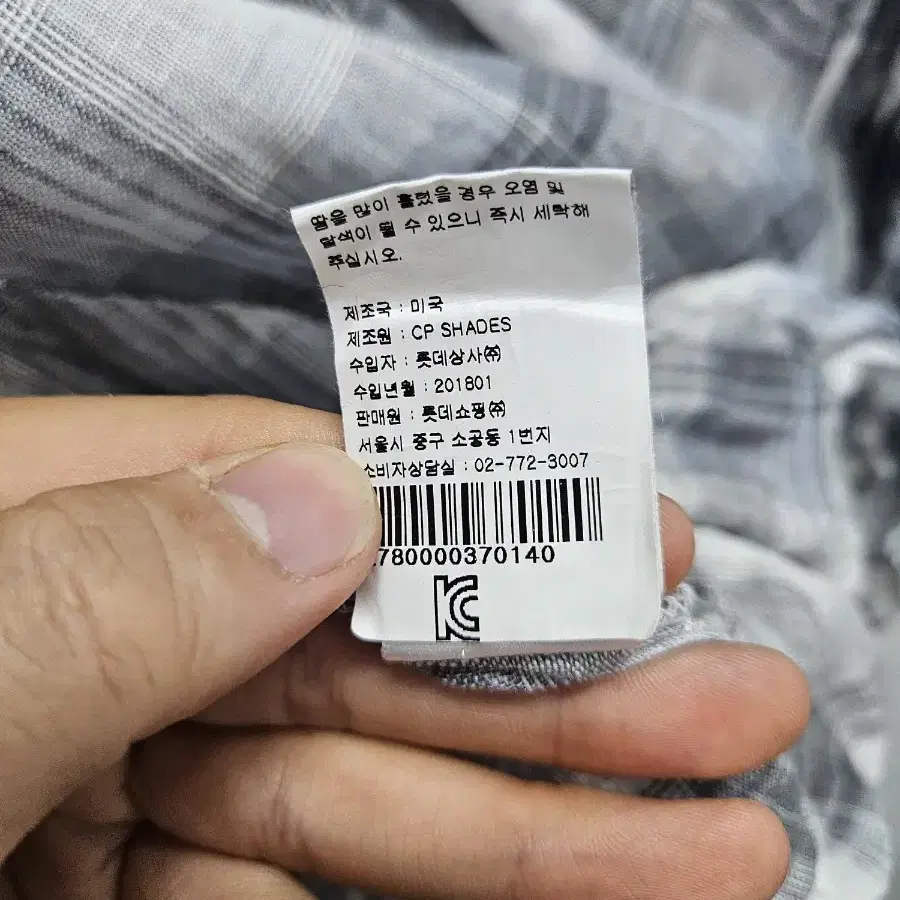 땀을 많이 흘렸을 경우 오염 및
탈색이 될 수 있으니 즉시 세탁해
주십시오.
제조국 : 미국
제조원 : CP SHADES
수입자 : 롯데상사㈜
수입년월 : 201801
판매원 : 롯데쇼핑㈜
서울시 중구 소공동 1번지
소비자상담실 : 02-772-3007
780000370140
KC